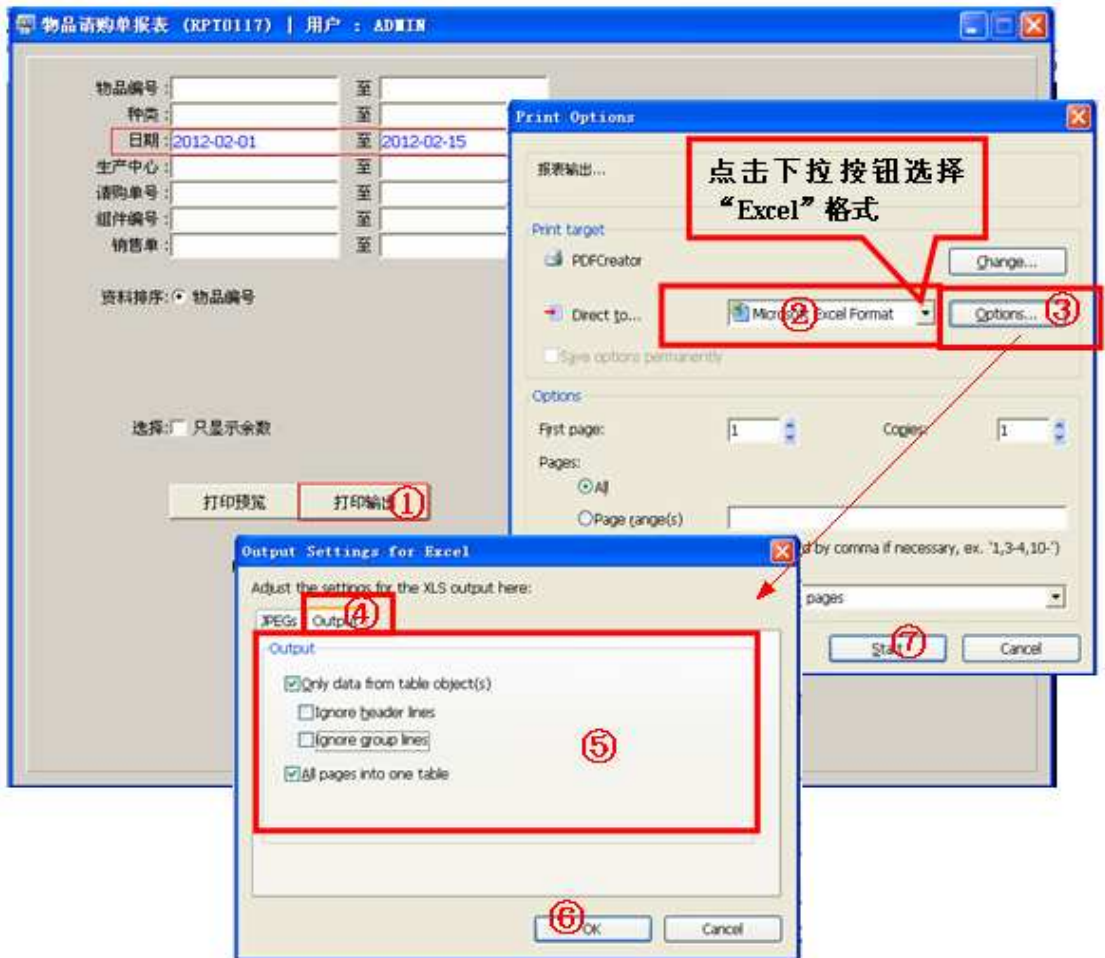 物品请购单报表 (RPT0117) | 用户 : ADMIN
物品编号 : 至
种类 : 至
日期 : 2012-02-01 至 2012-02-15
生产中心 : 至
请购单号 : 至
组件编号 : 至
销售单 : 至
资料排序: 物品编号
选择: 只显示余数
打印预览 打印输出 ①
Print Options
报表输出...
点击下拉按钮选择
“Excel”格式
Print target
PDFCreator Change...
Direct to... Microsoft Excel Format ② Options... ③
Save options permanently
Options
First page: 1 Copies: 1
Pages:
All
Page range(s)
d by comma if necessary, ex. '1,3-4,10-')
pages
Start ⑦ Cancel
Output Settings for Excel
Adjust the settings for the XLS output here:
JPEGs Output ④
Output
Only data from table object(s)
Ignore header lines
Ignore group lines
⑤
All pages into one table
⑥ OK Cancel